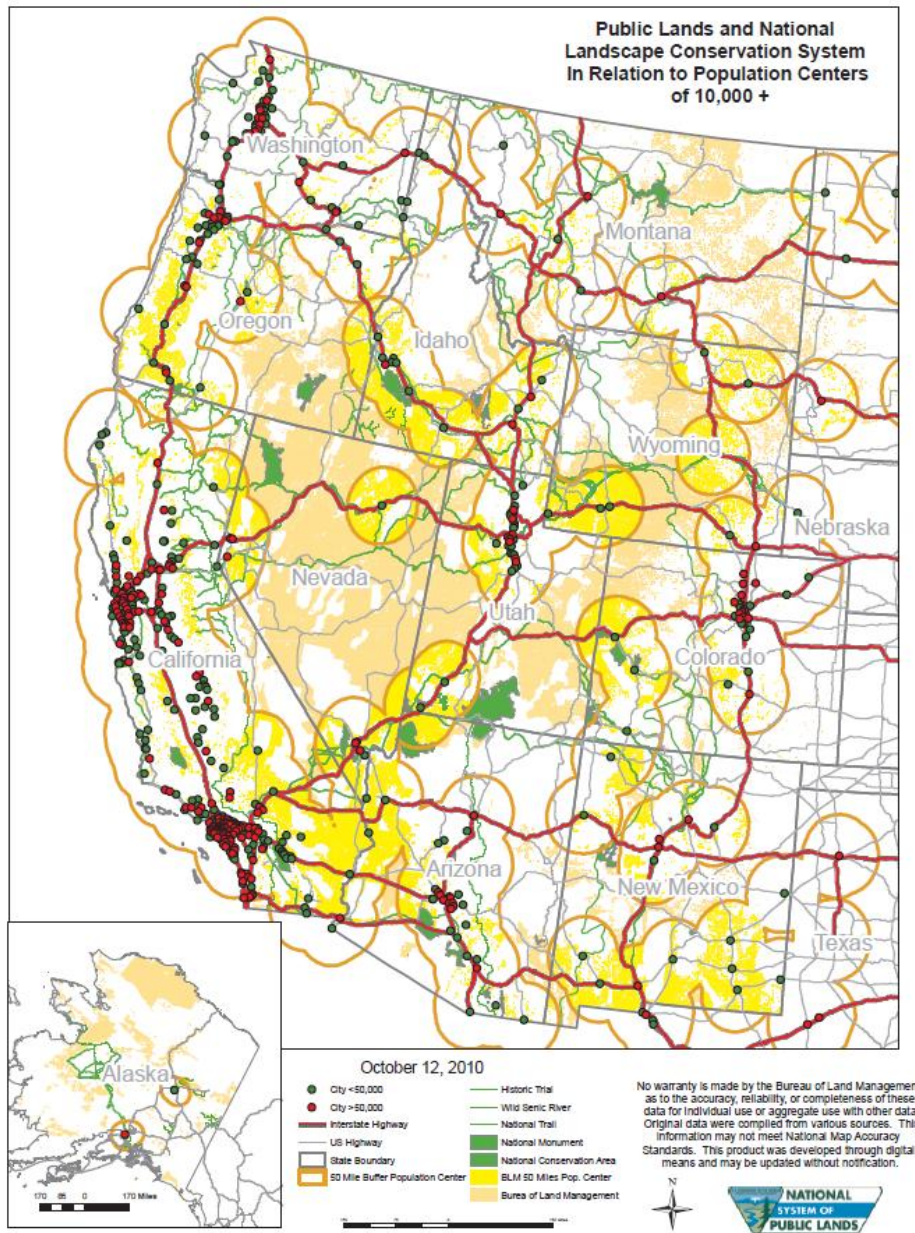 Public Lands and National
Landscape Conservation System
In Relation to Population Centers
of 10,000 +
Washington
Montana
Oregon
Idaho
Wyoming
Nebraska
Nevada
Utah
Colorado
California
Arizona
New Mexico
Texas
Alaska
170 85 0 170 Miles
October 12, 2010
City <50,000
City >50,000
Interstate Highway
US Highway
State Boundary
50 Mile Buffer Population Center
Historic Trial
Wild Senic River
National Trail
National Monument
National Conservation Area
BLM 50 Miles Pop. Center
Burea of Land Management
No warranty is made by the Bureau of Land Managemen
as to the accuracy, reliability, or completeness of these
data for individual use or aggregate use with other data.
Original data were compiled from various sources. This
information may not meet National Map Accuracy
Standards. This product was developed through digital
means and may be updated without notification.
N
NATIONAL
SYSTEM OF
PUBLIC LANDS